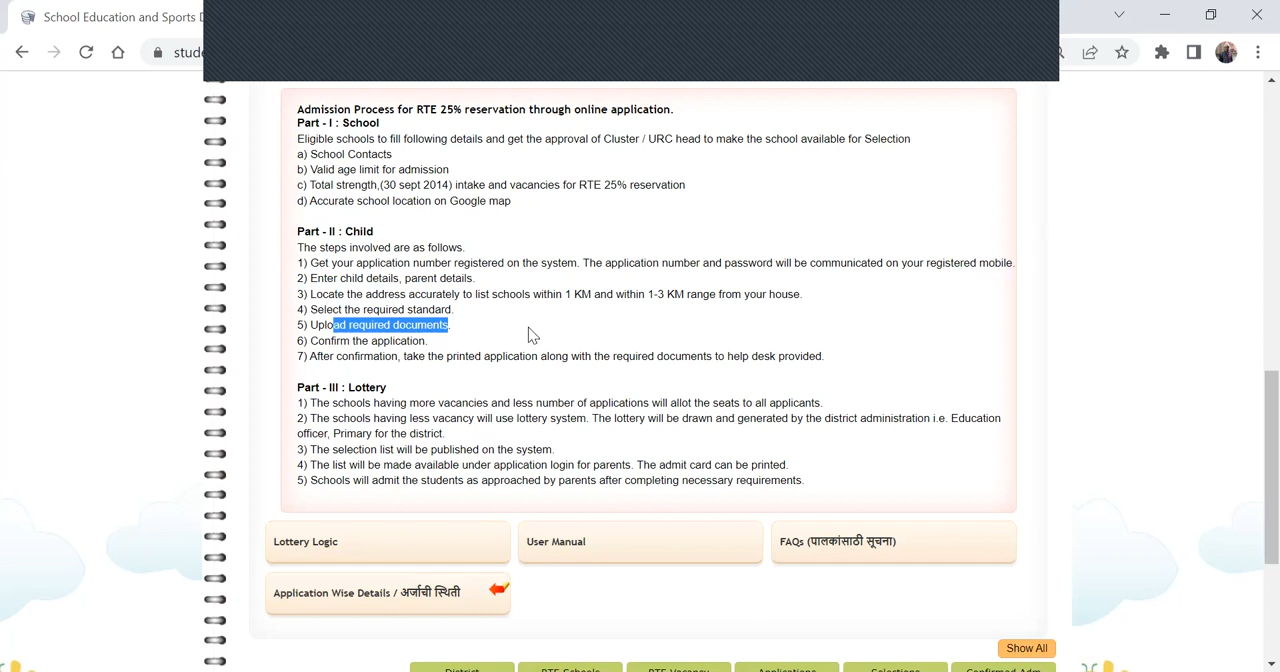 School Education and Sports
stude
Admission Process for RTE 25% reservation through online application.
Part - I : School
Eligible schools to fill following details and get the approval of Cluster / URC head to make the school available for Selection
a) School Contacts
b) Valid age limit for admission
c) Total strength,(30 sept 2014) intake and vacancies for RTE 25% reservation
d) Accurate school location on Google map
Part - II : Child
The steps involved are as follows.
1) Get your application number registered on the system. The application number and password will be communicated on your registered mobile.
2) Enter child details, parent details.
3) Locate the address accurately to list schools within 1 KM and within 1-3 KM range from your house.
4) Select the required standard.
5) Upload required documents.
6) Confirm the application.
7) After confirmation, take the printed application along with the required documents to help desk provided.
Part - III : Lottery
1) The schools having more vacancies and less number of applications will allot the seats to all applicants.
2) The schools having less vacancy will use lottery system. The lottery will be drawn and generated by the district administration i.e. Education
officer, Primary for the district.
3) The selection list will be published on the system.
4) The list will be made available under application login for parents. The admit card can be printed.
5) Schools will admit the students as approached by parents after completing necessary requirements.
Lottery Logic
User Manual
FAQs (पालकांसाठी सूचना)
Application Wise Details / अर्जाची स्थिती
Show All
District
RTE Schools
RTE Vacancy
Applications
Selections
Confirmed Adm